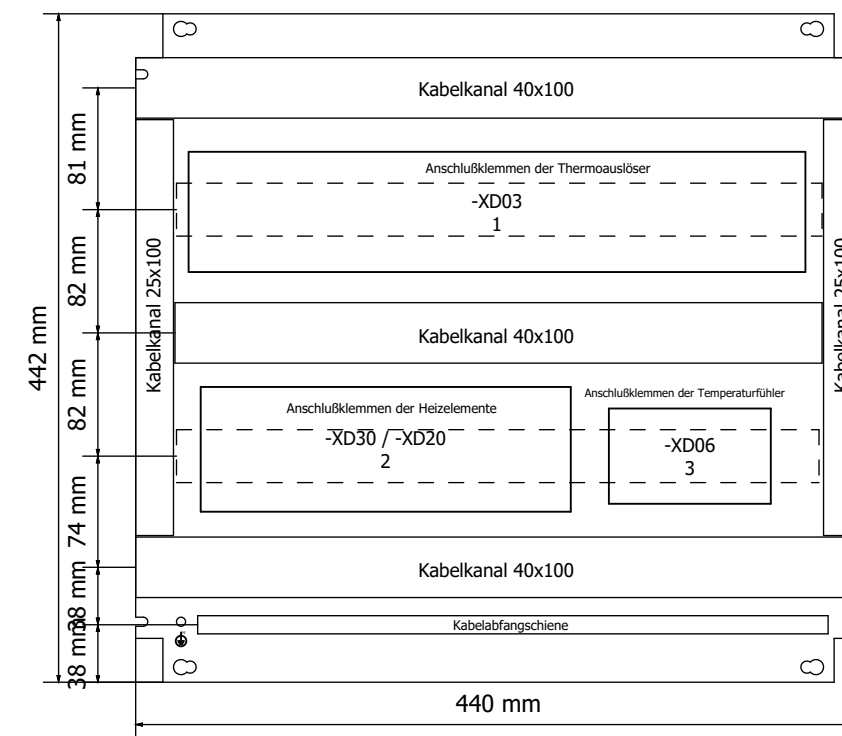 Kabelkanal 40x100
81 mm
Anschlußklemmen der Thermoauslöser
-XD03
1
82 mm
Kabelkanal 25x100
Kabelkanal 25x100
442 mm
Kabelkanal 40x100
82 mm
Anschlußklemmen der Temperaturfühler
Anschlußklemmen der Heizelemente
-XD30 / -XD20
2
-XD06
3
74 mm
Kabelkanal 40x100
38 mm
Kabelabfangschiene
38 mm
440 mm